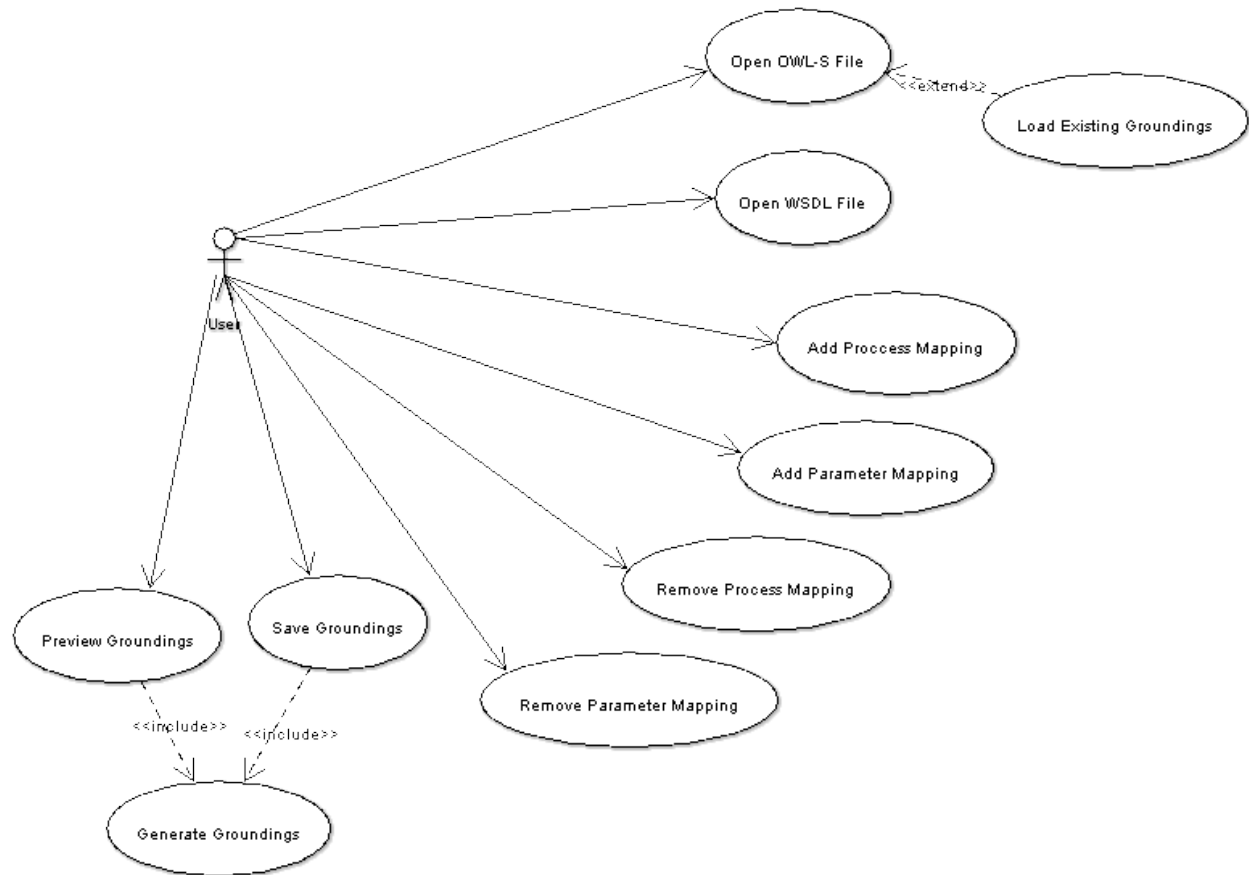 Open OWL-S File
<<extend>>
Load Existing Groundings
Open WSDL File
User
Add Proccess Mapping
Add Parameter Mapping
Remove Process Mapping
Preview Groundings
Save Groundings
Remove Parameter Mapping
<<include>>
<<include>>
Generate Groundings